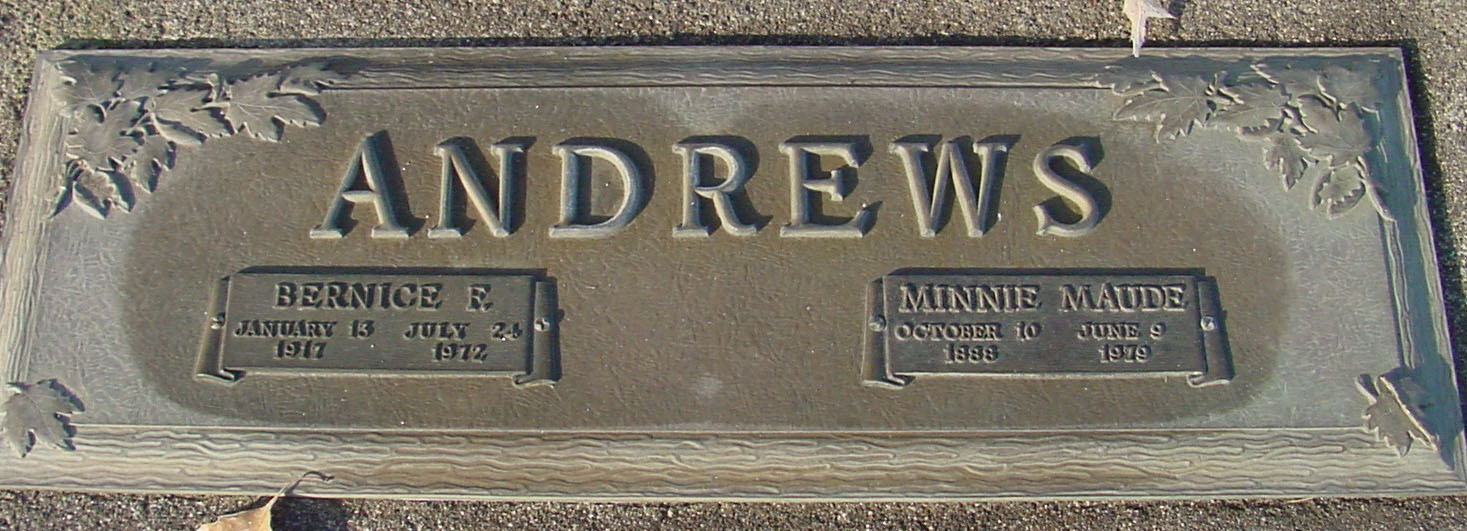 ANDREWS
BERNICE F.
JANUARY 13 JULY 24
1917 1972
MINNIE MAUDE
OCTOBER 10 JUNE 9
1888 1979